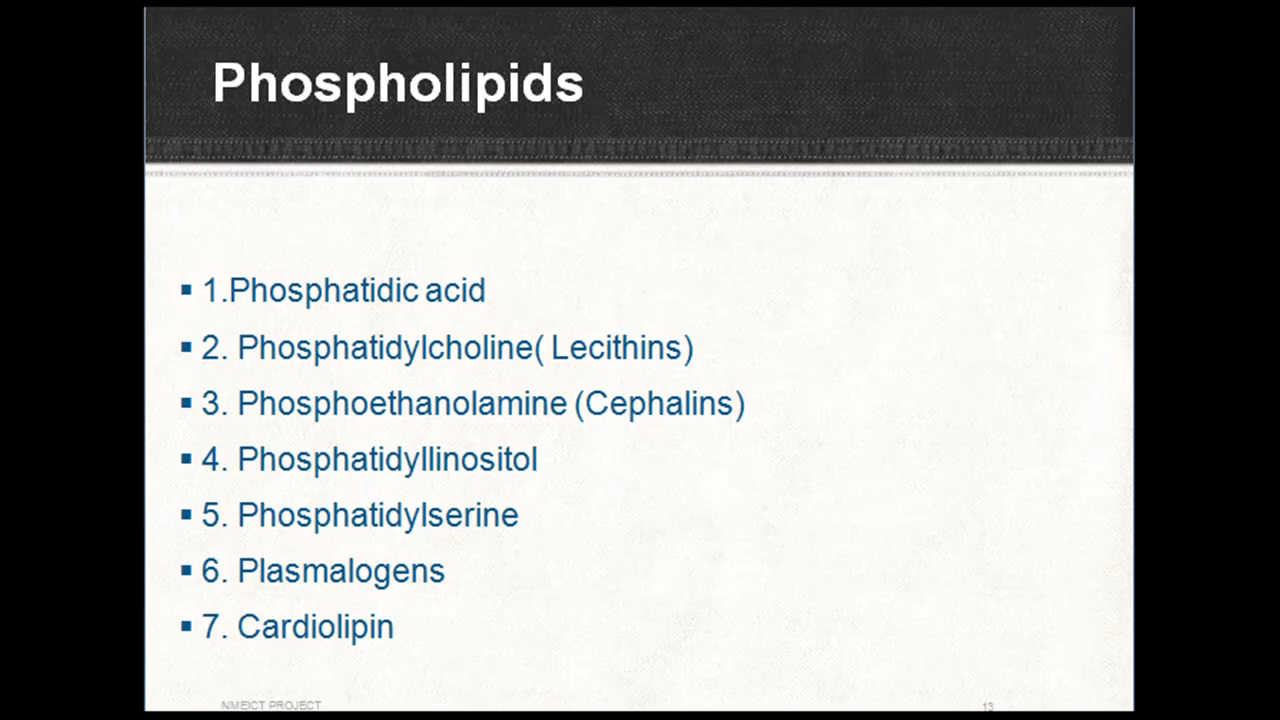 Phospholipids
▪ 1.Phosphatidic acid
▪ 2. Phosphatidylcholine( Lecithins)
▪ 3. Phosphoethanolamine (Cephalins)
▪ 4. Phosphatidyllinositol
▪ 5. Phosphatidylserine
▪ 6. Plasmalogens
▪ 7. Cardiolipin
NMEICT PROJECT 13